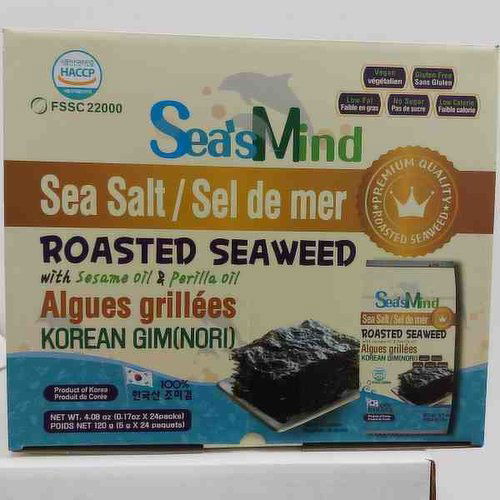 HACCP
FSSC 22000
Vegan
végétalien
Gluten Free
Sans Gluten
Low Fat
Faible en gras
No Sugar
Pas de sucre
Low Calorie
Faible calorie
Sea's Mind
Sea Salt / Sel de mer
PREMIUM QUALITY
ROASTED SEAWEED
ROASTED SEAWEED
with Sesame Oil & Perilla Oil
Algues grillées
KOREAN GIM(NORI)
Product of Korea
Produit de Corée
100%
한국산 조미김
NET WT. 4.08 oz (0.17oz X 24packs)
POIDS NET 120 g (5 g X 24 paquets)
Sea's Mind
Sea Salt / Sel de mer
ROASTED SEAWEED
Algues grillées
KOREAN GIM(NORI)